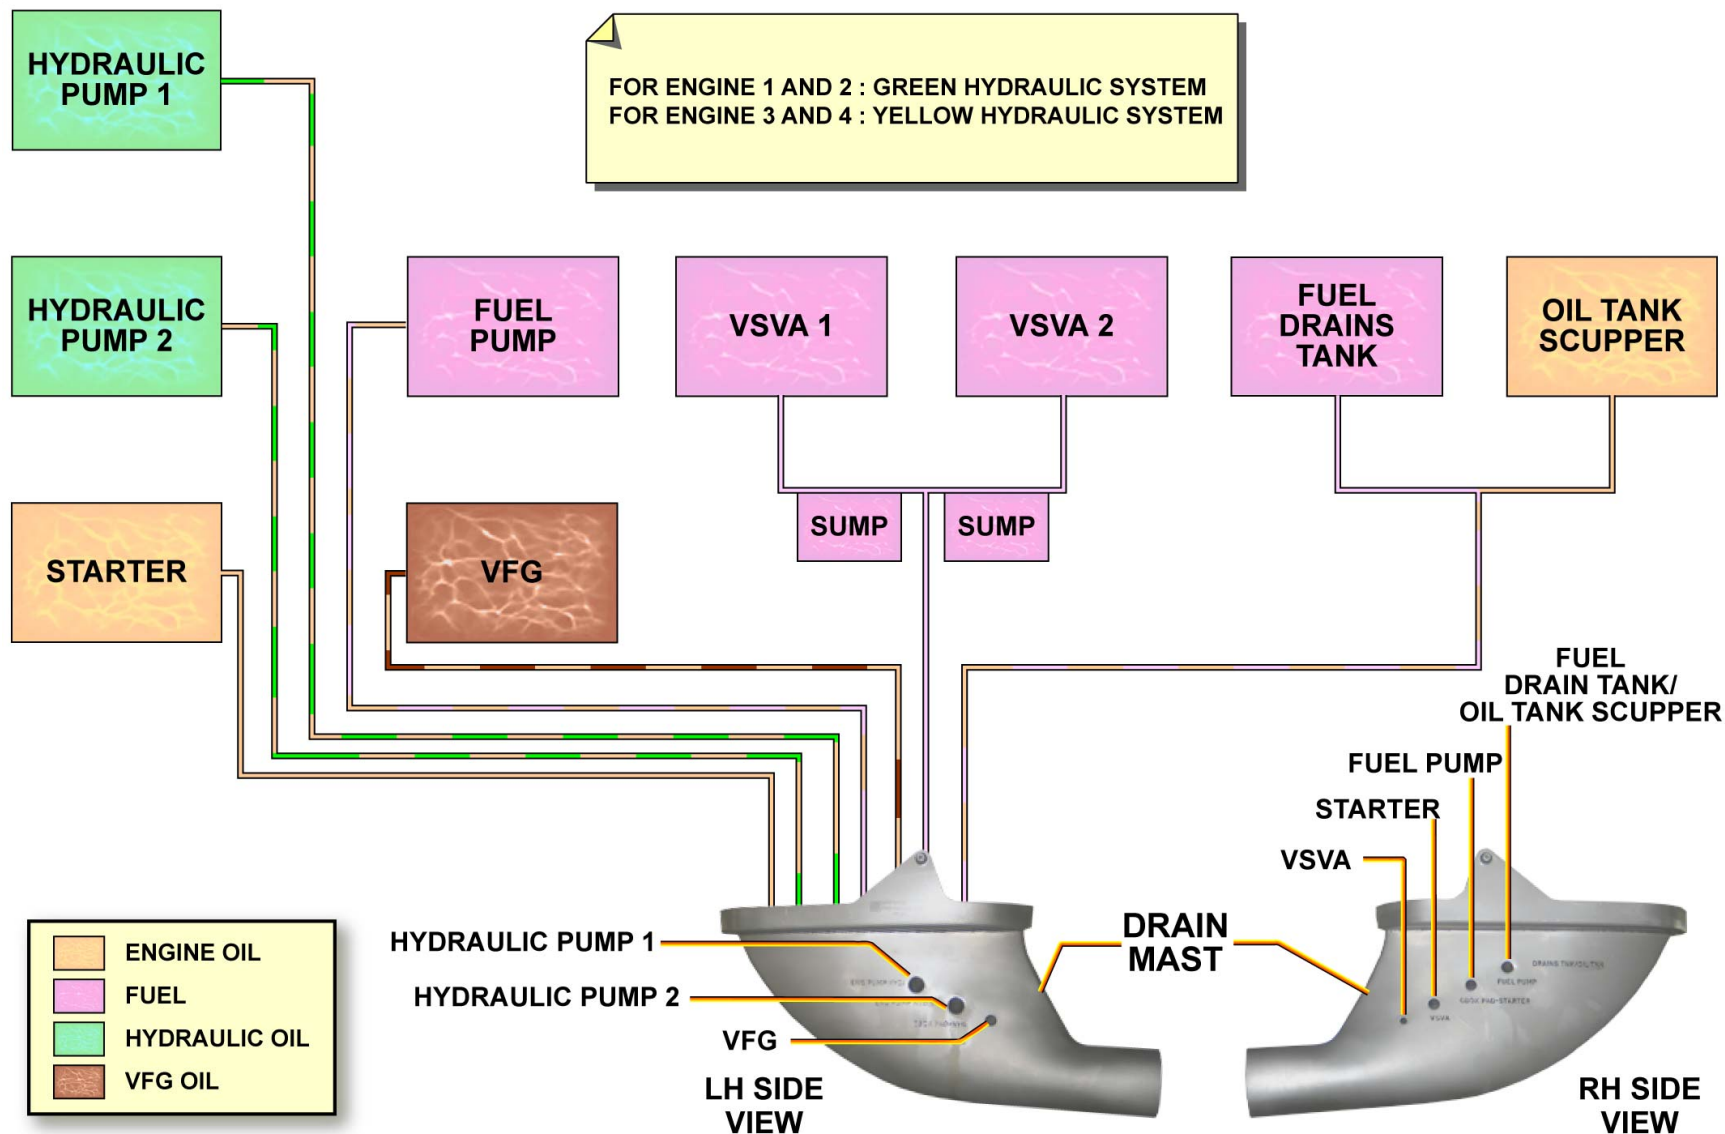 HYDRAULIC
PUMP 1
FOR ENGINE 1 AND 2 : GREEN HYDRAULIC SYSTEM
FOR ENGINE 3 AND 4 : YELLOW HYDRAULIC SYSTEM
HYDRAULIC
PUMP 2
FUEL
PUMP
VSVA 1
VSVA 2
FUEL
DRAINS
TANK
OIL TANK
SCUPPER
SUMP
SUMP
STARTER
VFG
FUEL
DRAIN TANK/
OIL TANK SCUPPER
FUEL PUMP
STARTER
VSVA
HYDRAULIC PUMP 1
HYDRAULIC PUMP 2
VFG
DRAIN
MAST
FUEL PUMP
VSVA
LH SIDE
VIEW
RH SIDE
VIEW
ENGINE OIL
FUEL
HYDRAULIC OIL
VFG OIL